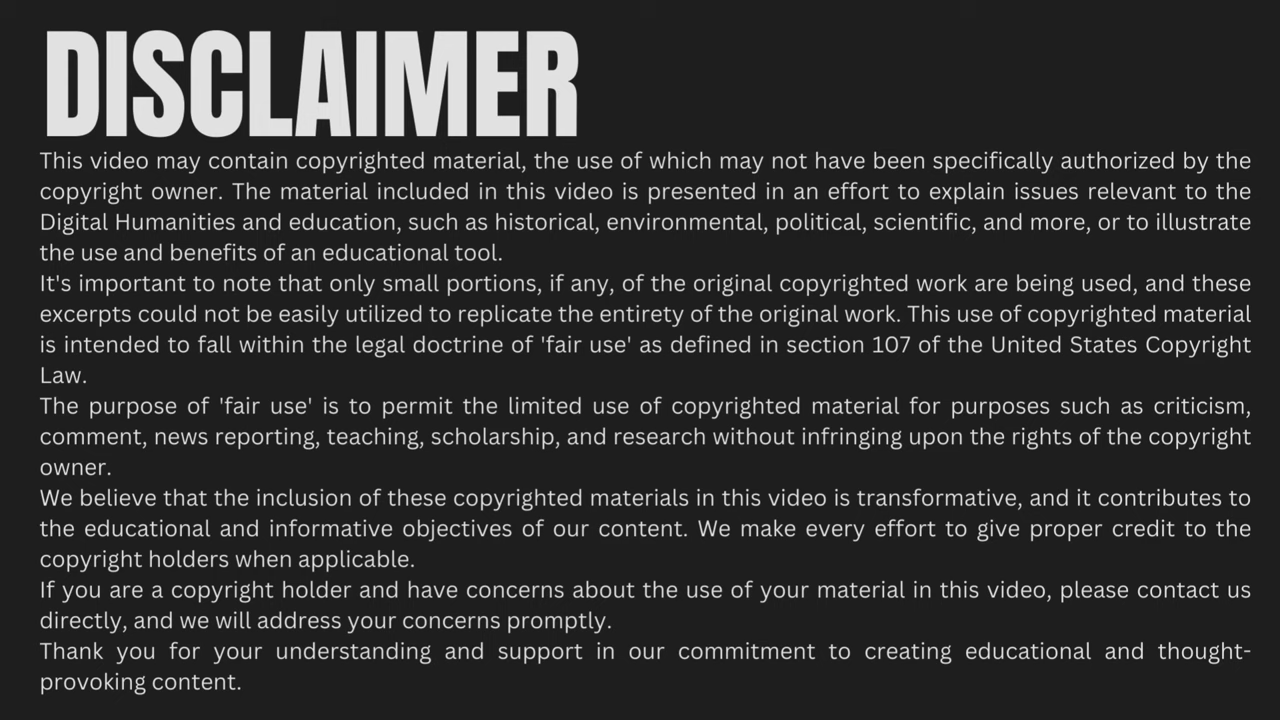 DISCLAIMER
This video may contain copyrighted material, the use of which may not have been specifically authorized by the
copyright owner. The material included in this video is presented in an effort to explain issues relevant to the
Digital Humanities and education, such as historical, environmental, political, scientific, and more, or to illustrate
the use and benefits of an educational tool.
It's important to note that only small portions, if any, of the original copyrighted work are being used, and these
excerpts could not be easily utilized to replicate the entirety of the original work. This use of copyrighted material
is intended to fall within the legal doctrine of 'fair use' as defined in section 107 of the United States Copyright
Law.
The purpose of 'fair use' is to permit the limited use of copyrighted material for purposes such as criticism,
comment, news reporting, teaching, scholarship, and research without infringing upon the rights of the copyright
owner.
We believe that the inclusion of these copyrighted materials in this video is transformative, and it contributes to
the educational and informative objectives of our content. We make every effort to give proper credit to the
copyright holders when applicable.
If you are a copyright holder and have concerns about the use of your material in this video, please contact us
directly, and we will address your concerns promptly.
Thank you for your understanding and support in our commitment to creating educational and thought-
provoking content.